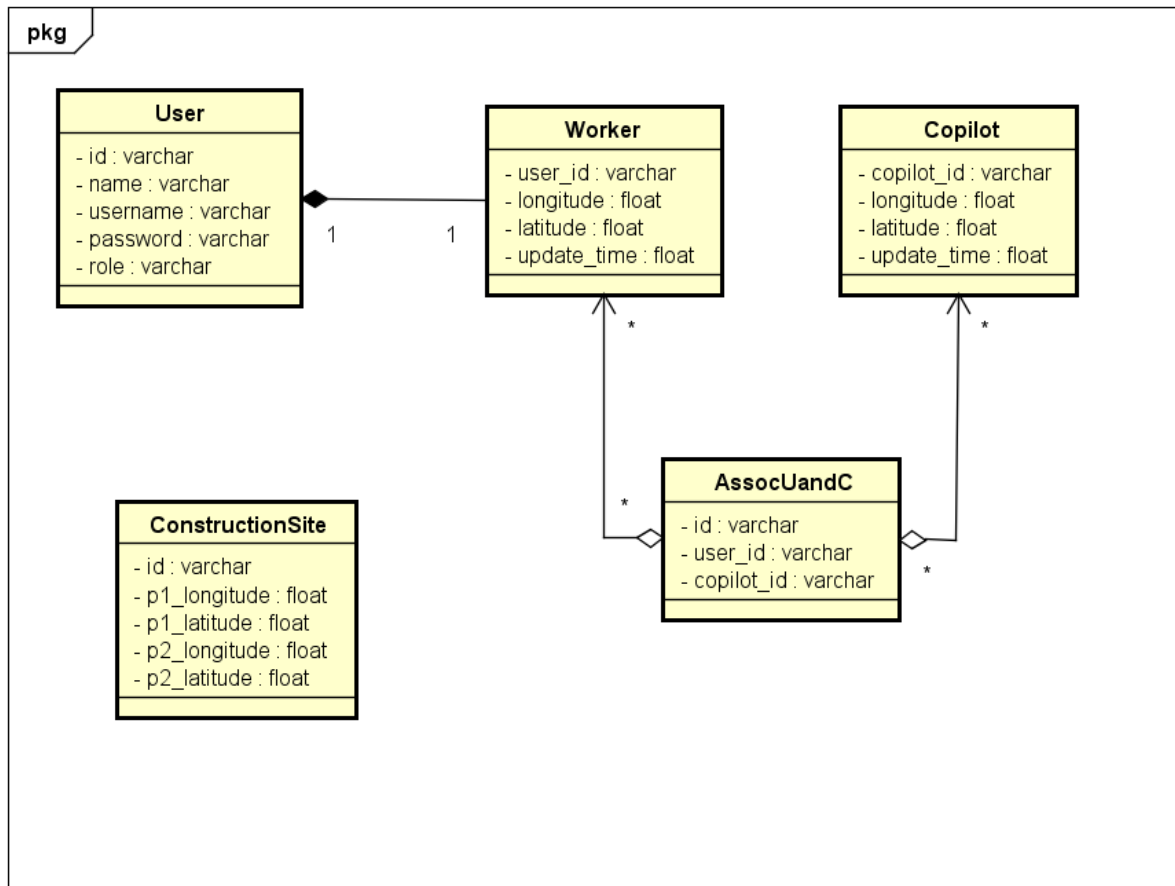 pkg
User
- id : varchar
- name : varchar
- username : varchar
- password : varchar
- role : varchar
1
1
Worker
- user_id : varchar
- longitude : float
- latitude : float
- update_time : float
*
Copilot
- copilot_id : varchar
- longitude : float
- latitude : float
- update_time : float
*
AssocUandC
- id : varchar
- user_id : varchar
- copilot_id : varchar
*
*
ConstructionSite
- id : varchar
- p1_longitude : float
- p1_latitude : float
- p2_longitude : float
- p2_latitude : float